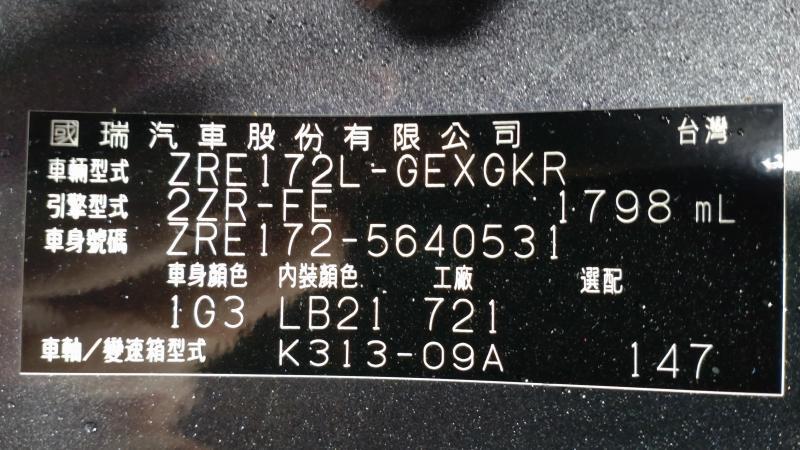 國瑞汽車股份有限公司 台灣
車輛型式 ZRE172L-GEXGKR
引擎型式 2ZR-FE 1798 mL
車身號碼 ZRE172-5640531
車身顏色 內裝顏色 工廠 選配
1G3 LB21 721
車軸/變速箱型式 K313-09A 147